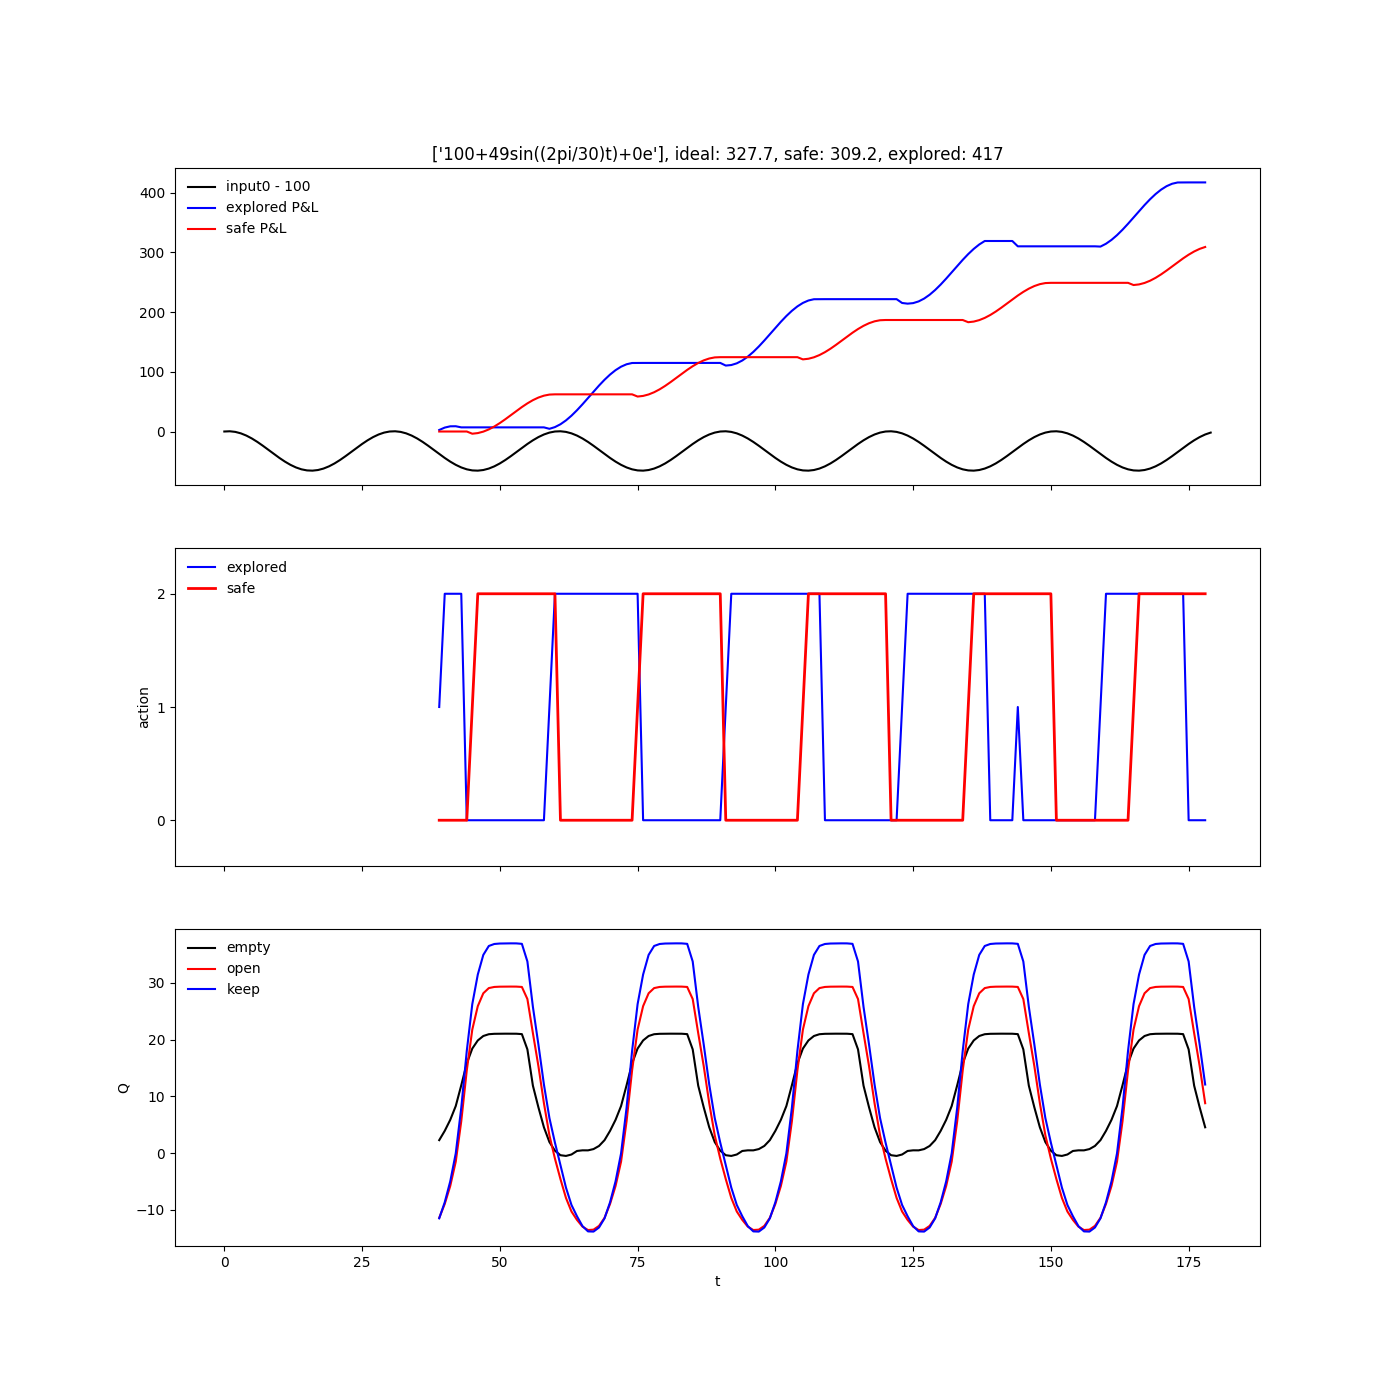 ['100+49sin((2pi/30)t)+0e'], ideal: 327.7, safe: 309.2, explored: 417
input0 - 100
explored P&L
safe P&L
400
300
200
100
0
explored
safe
2
1
0
action
empty
open
keep
30
20
10
0
−10
Q
0 25 50 75 100 125 150 175
t